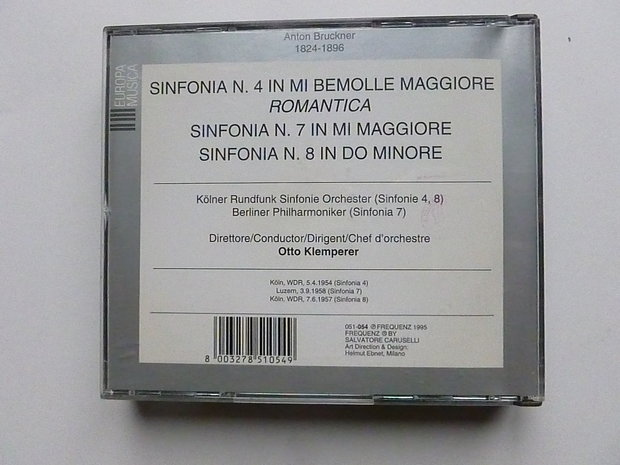 Anton Bruckner
1824-1896
EUROPA
MUSICA
SINFONIA N. 4 IN MI BEMOLLE MAGGIORE
ROMANTICA
SINFONIA N. 7 IN MI MAGGIORE
SINFONIA N. 8 IN DO MINORE
Kölner Rundfunk Sinfonie Orchester (Sinfonie 4, 8)
Berliner Philharmoniker (Sinfonia 7)
Direttore/Conductor/Dirigent/Chef d'orchestre
Otto Klemperer
Köln, WDR, 5.4.1954 (Sinfonia 4)
Luzern, 3.9.1958 (Sinfonia 7)
Köln, WDR, 7.6.1957 (Sinfonia 8)
051-054 ℗ FREQUENZ 1995
FREQUENZ ® BY
SALVATORE CARUSELLI
Art Direction & Design:
Helmut Ebnet, Milano
8 003278 510549